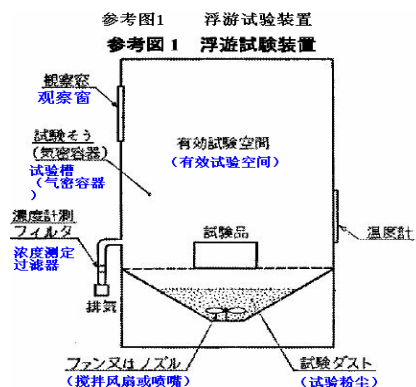 参考图1 浮游试验装置
参考図1 浮遊試験装置
観察窓
观察窗
試験そう
(気密容器)
试验槽
(气密容器
)
有効試験空間
(有效试验空间)
濃度計測
フィルタ
浓度测定
过滤器
排気
試験品
温度計
ファン又はノズル
(搅拌风扇或喷嘴)
試験ダスト
(试验粉尘)